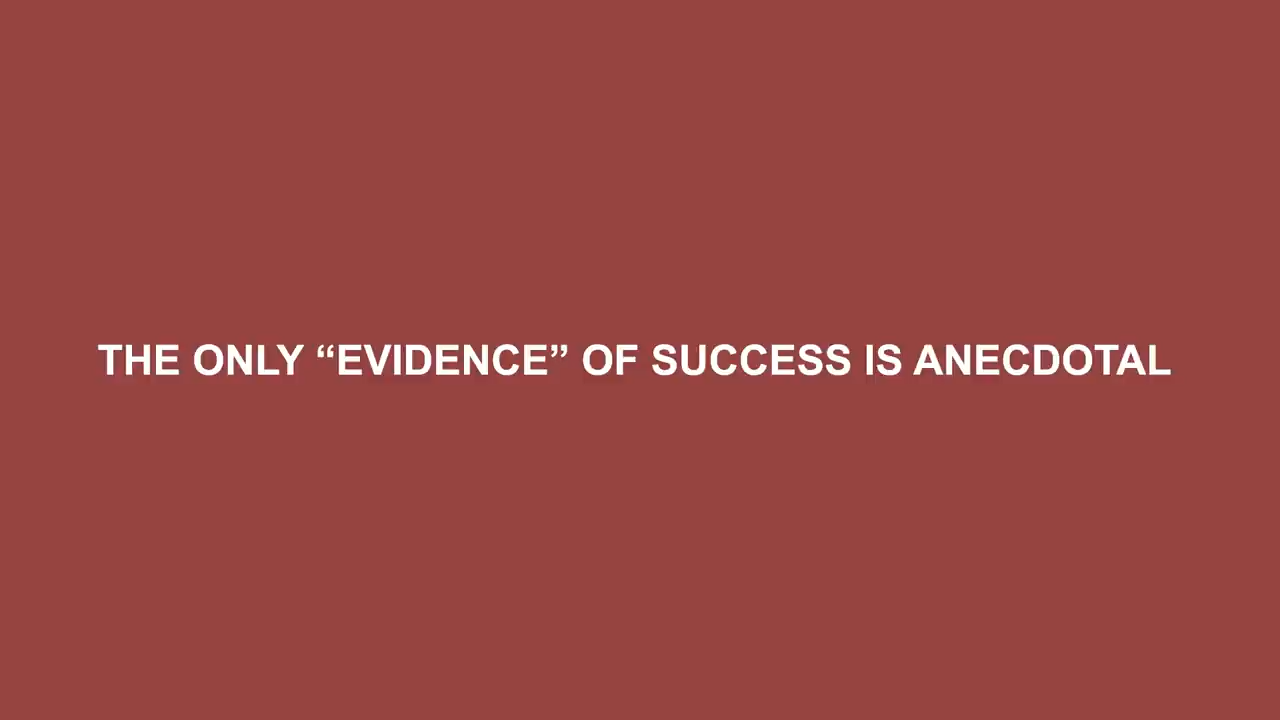 THE ONLY “EVIDENCE” OF SUCCESS IS ANECDOTAL